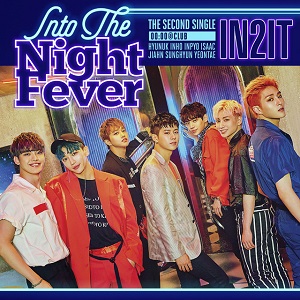 Into The
Night
Fever
THE SECOND SINGLE
00:00@CLUB
HYUNUK INHO INPYO ISAAC
JIAHN SUNGHYUN YEONTAE
IN2IT